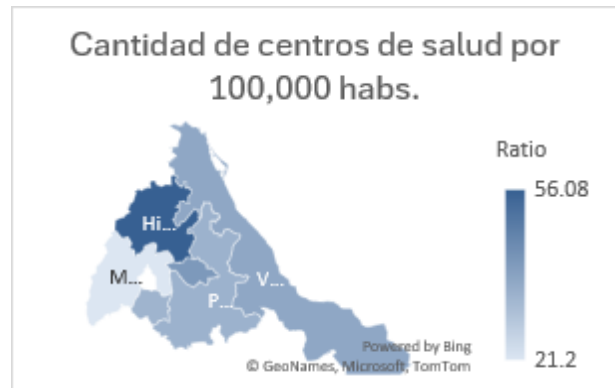 Cantidad de centros de salud por
100,000 habs.
Ratio
56.08
Hi...
M...
V...
P...
Powered by Bing
© GeoNames, Microsoft, TomTom
21.2